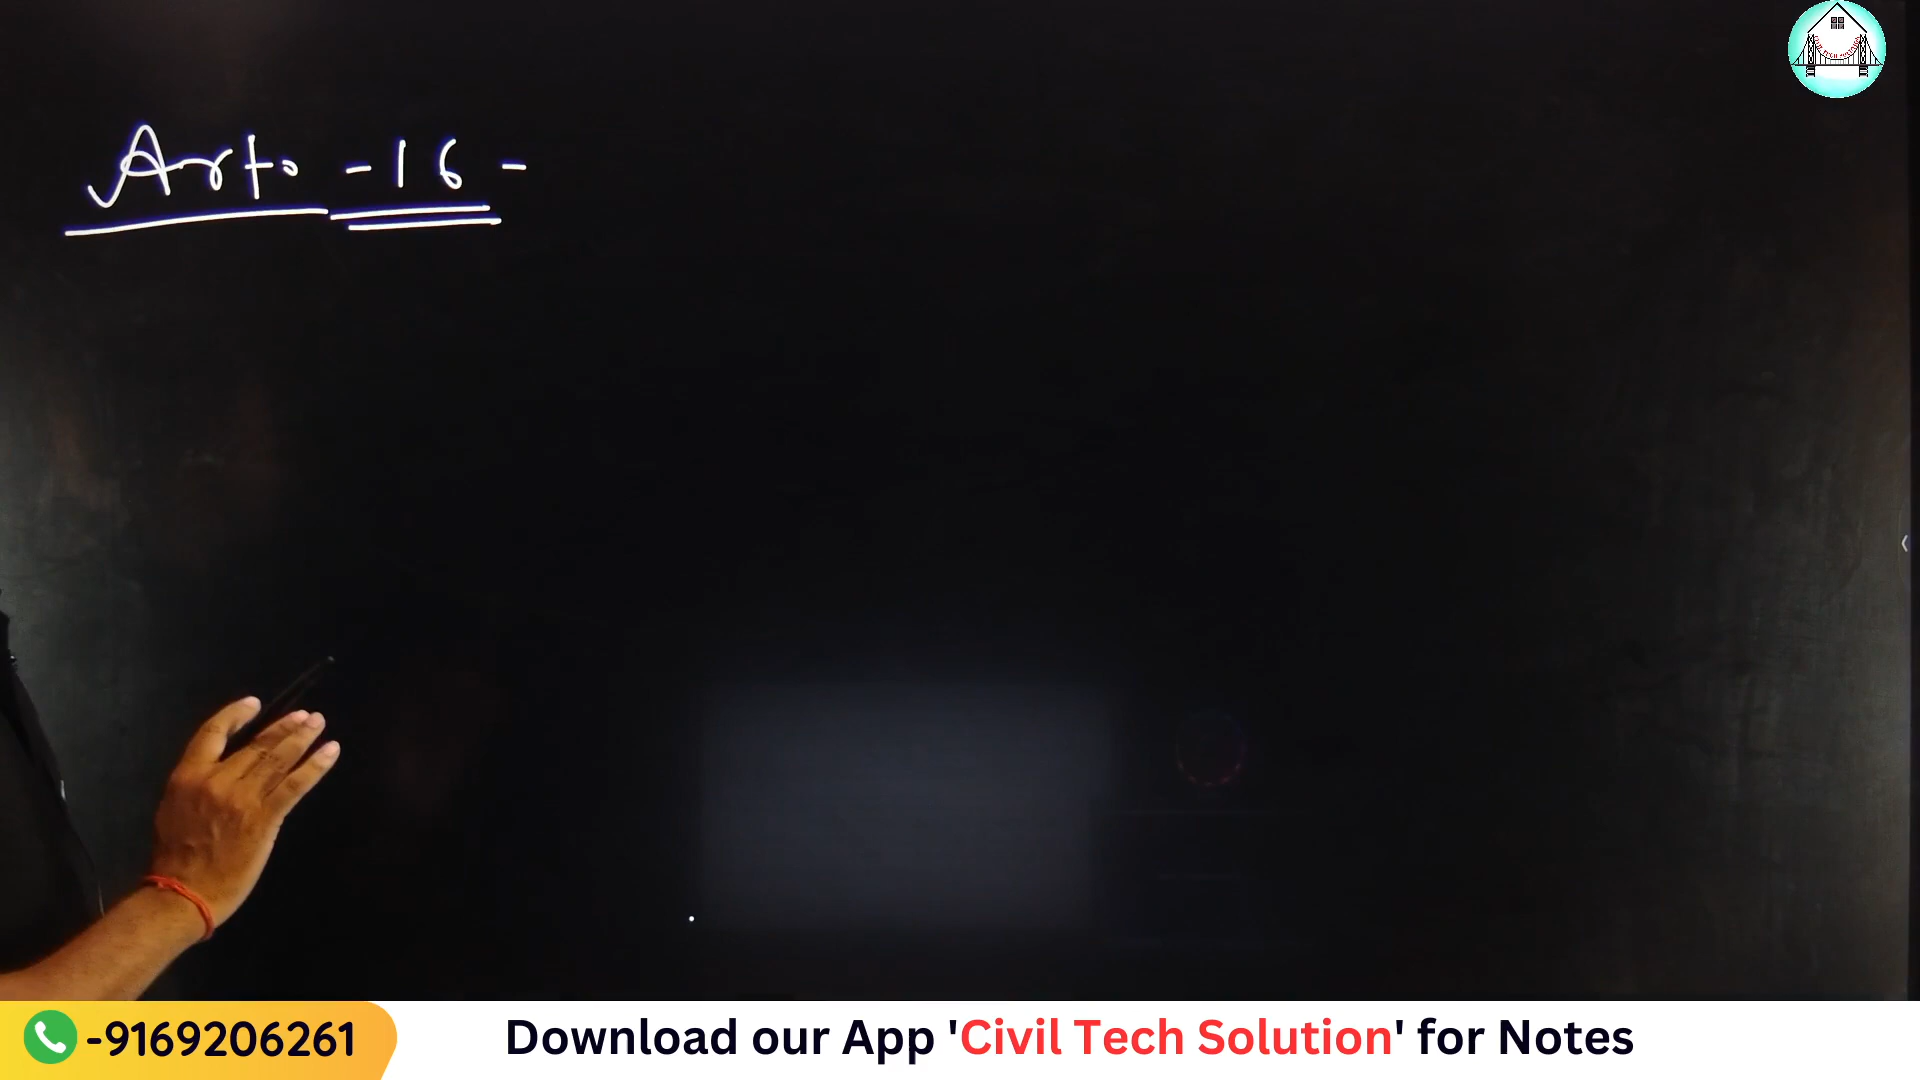 Art. - 16 -
-9169206261
Download our App 'Civil Tech Solution' for Notes